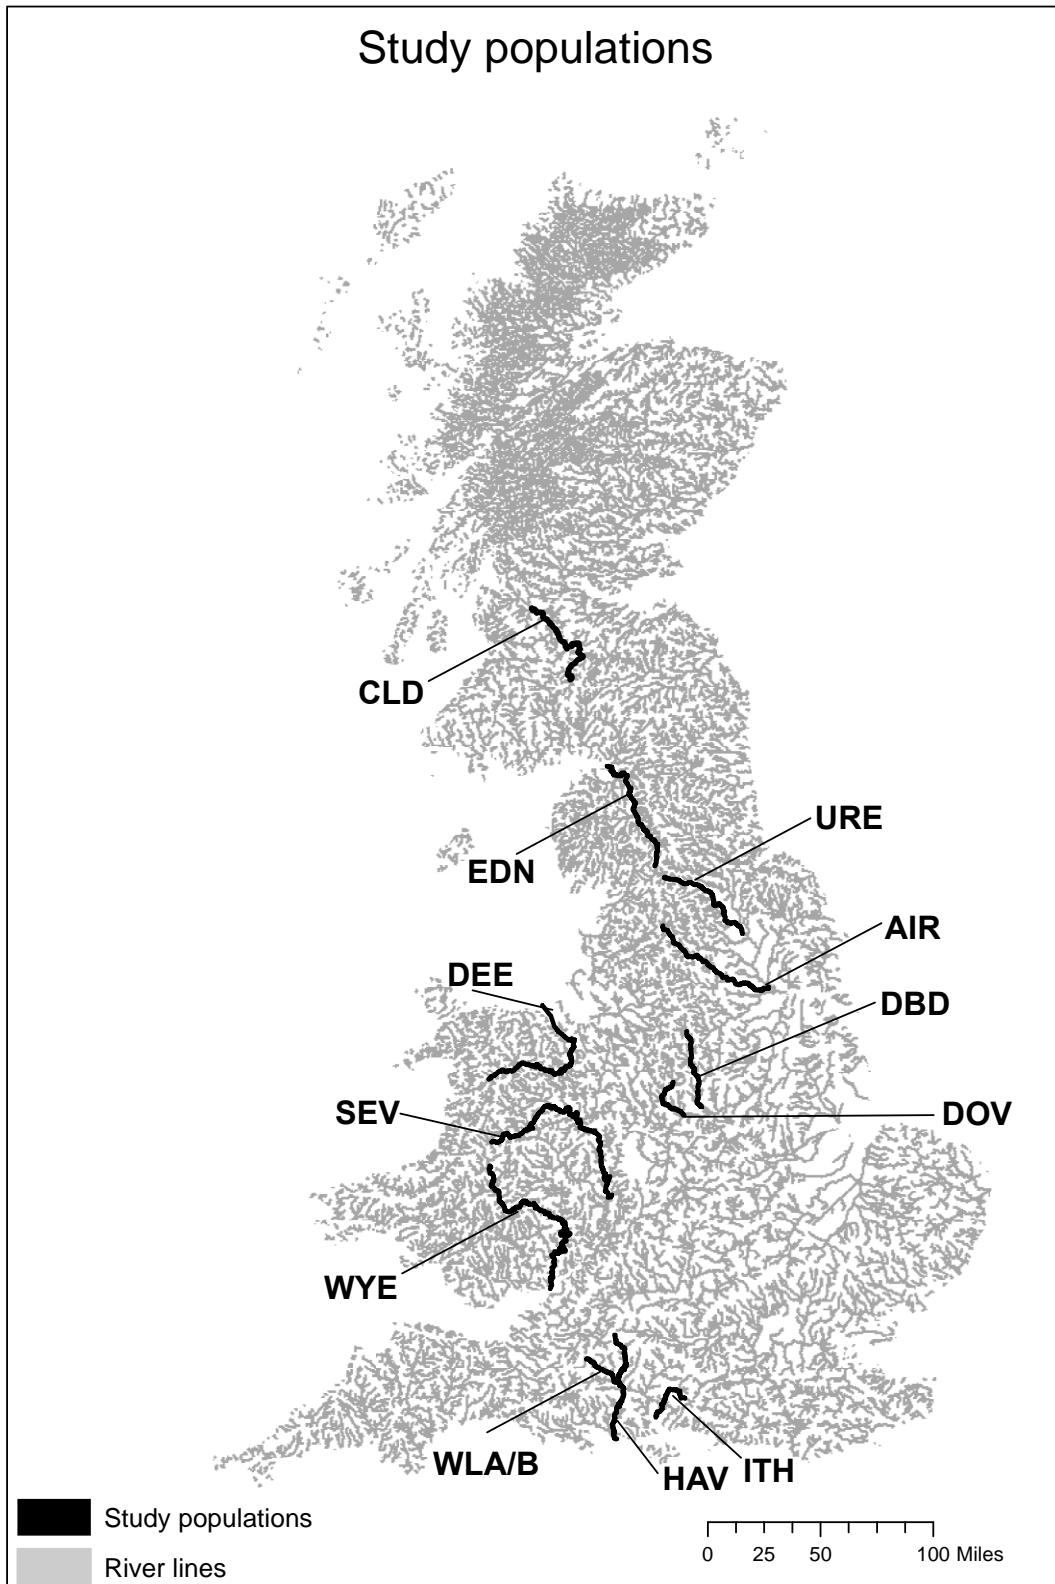 Study populations
CLD
EDN
URE
AIR
DEE
DBD
SEV
DOV
WYE
WLA/B
HAV
ITH
Study populations
River lines
0 25 50 100 Miles